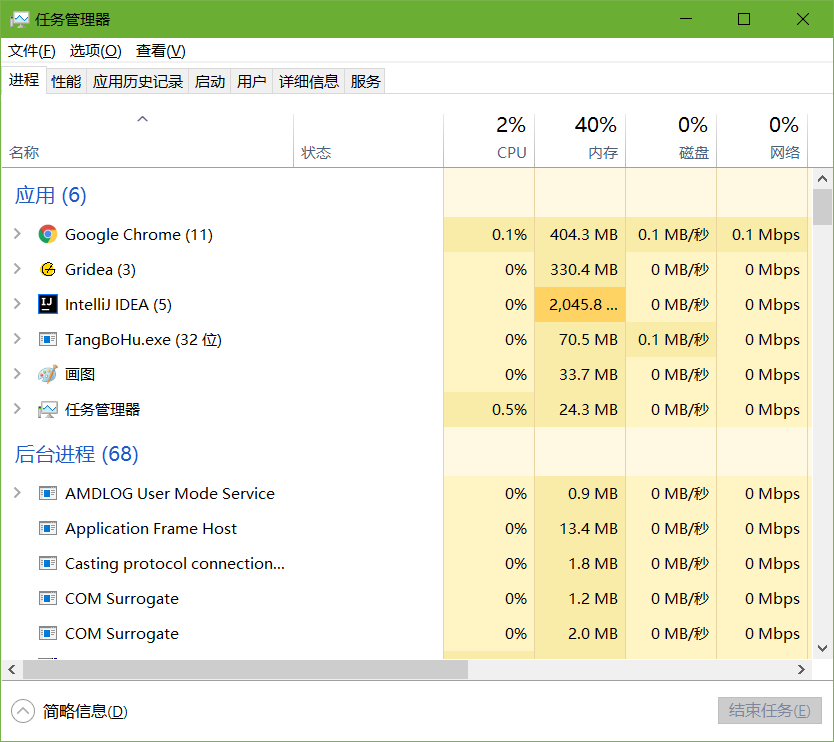 任务管理器
文件(F) 选项(O) 查看(V)
进程 性能 应用历史记录 启动 用户 详细信息 服务
2% 40% 0% 0%
名称 状态 CPU 内存 磁盘 网络
应用 (6)
Google Chrome (11) 0.1% 404.3 MB 0.1 MB/秒 0.1 Mbps
Gridea (3) 0% 330.4 MB 0 MB/秒 0 Mbps
IJ IntelliJ IDEA (5) 0% 2,045.8 ... 0 MB/秒 0 Mbps
TangBoHu.exe (32 位) 0% 70.5 MB 0.1 MB/秒 0 Mbps
画图 0% 33.7 MB 0 MB/秒 0 Mbps
任务管理器 0.5% 24.3 MB 0 MB/秒 0 Mbps
后台进程 (68)
AMDLOG User Mode Service 0% 0.9 MB 0 MB/秒 0 Mbps
Application Frame Host 0% 13.4 MB 0 MB/秒 0 Mbps
Casting protocol connection... 0% 1.8 MB 0 MB/秒 0 Mbps
COM Surrogate 0% 1.2 MB 0 MB/秒 0 Mbps
COM Surrogate 0% 2.0 MB 0 MB/秒 0 Mbps
简略信息(D) 结束任务(E)